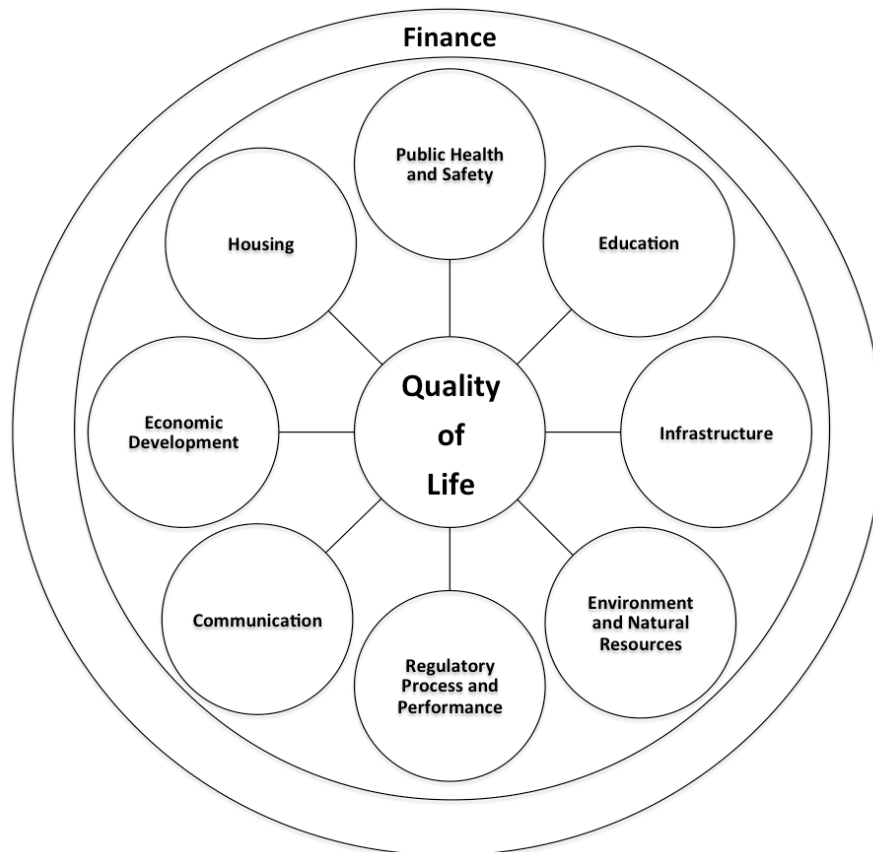 Finance
Public Health
and Safety
Housing
Education
Quality
of
Life
Economic
Development
Infrastructure
Communication
Environment
and Natural
Resources
Regulatory
Process and
Performance